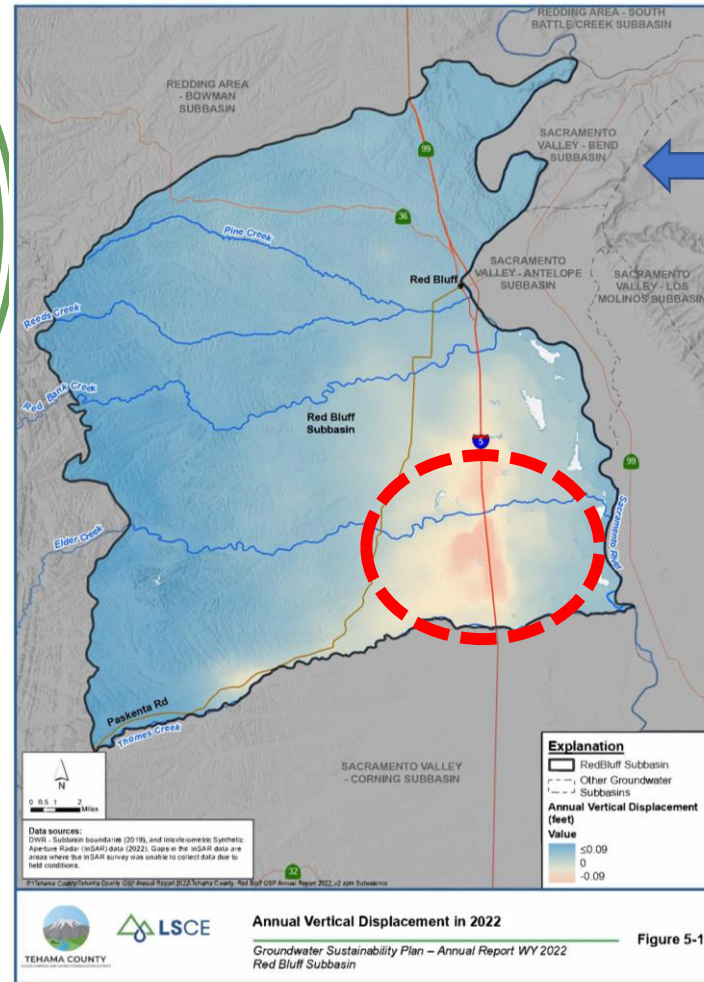 REDDING AREA - SOUTH
BATTLE CREEK SUBBASIN
REDDING AREA
- BOWMAN
SUBBASIN
99
SACRAMENTO
VALLEY - BEND
SUBBASIN
36
Pine Creek
SACRAMENTO
VALLEY - ANTELOPE
SUBBASIN
SACRAMENTO
VALLEY - LOS
MOLINOS SUBBASIN
Red Bluff
Reeds Creek
Red Bank Creek
Red Bluff
Subbasin
5
99
Elder Creek
Sacramento River
Paskenta Rd
Thomes Creek
SACRAMENTO VALLEY
- CORNING SUBBASIN
N
0 0.5 1 2
Miles
Data sources:
DWR - Subbasin boundaries (2019), and Interferometric Synthetic
Aperture Radar (InSAR) data (2022). Gaps in the InSAR data are
areas where the InSAR survey was unable to collect data due to
field conditions.
32
Explanation
RedBluff Subbasin
Other Groundwater
Subbasins
Annual Vertical Displacement
(feet)
Value
≤0.09
0
-0.09
TEHAMA COUNTY
LSCE
Annual Vertical Displacement in 2022
Groundwater Sustainability Plan – Annual Report WY 2022
Red Bluff Subbasin
Figure 5-1